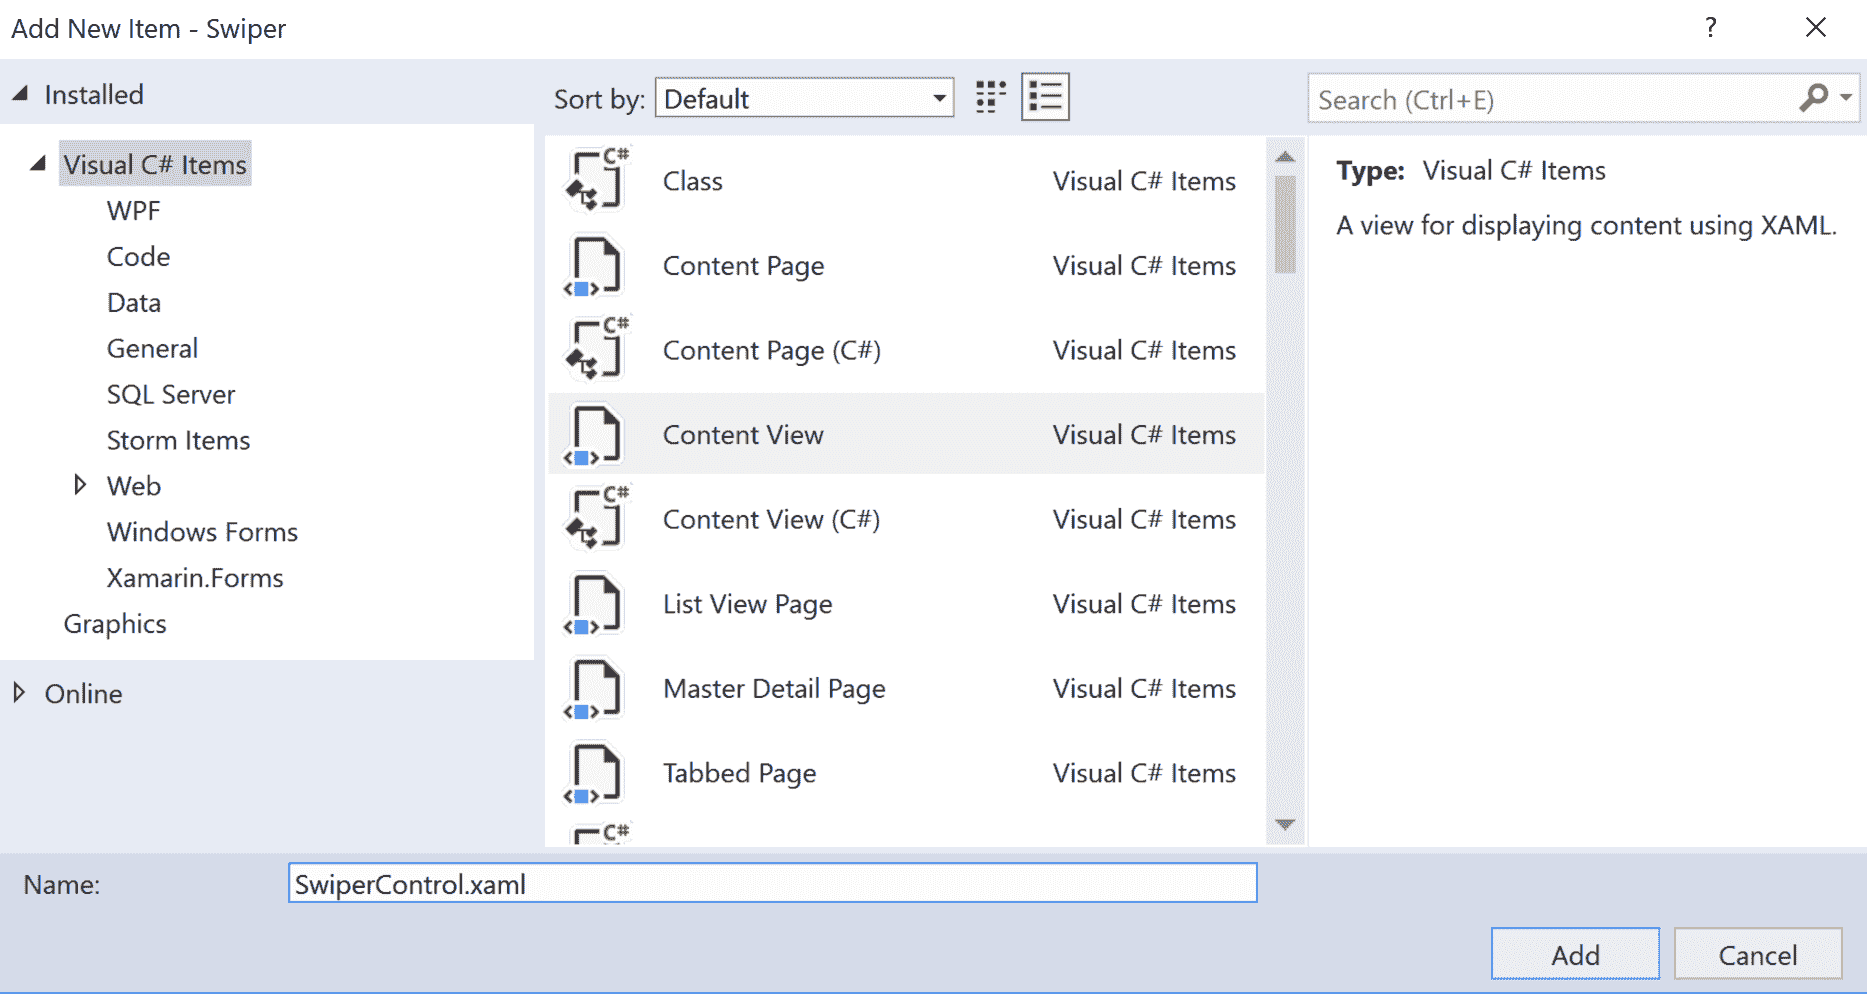 Add New Item - Swiper
?
Installed
Visual C# Items
WPF
Code
Data
General
SQL Server
Storm Items
Web
Windows Forms
Xamarin.Forms
Graphics
Online
Sort by: Default
C# Class Visual C# Items
Content Page Visual C# Items
C# Content Page (C#) Visual C# Items
Content View Visual C# Items
C# Content View (C#) Visual C# Items
List View Page Visual C# Items
Master Detail Page Visual C# Items
Tabbed Page Visual C# Items
C#
Search (Ctrl+E)
Type: Visual C# Items
A view for displaying content using XAML.
Name: SwiperControl.xaml
Add Cancel